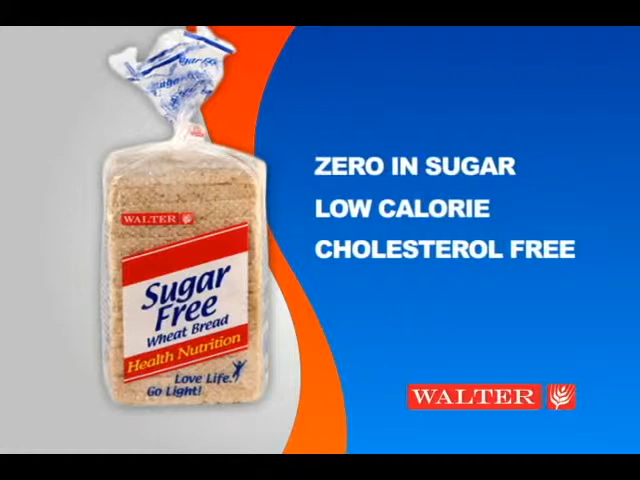 WALTER
Sugar
Free
Wheat Bread
Health Nutrition
Love Life.
Go Light!
ZERO IN SUGAR
LOW CALORIE
CHOLESTEROL FREE
WALTER